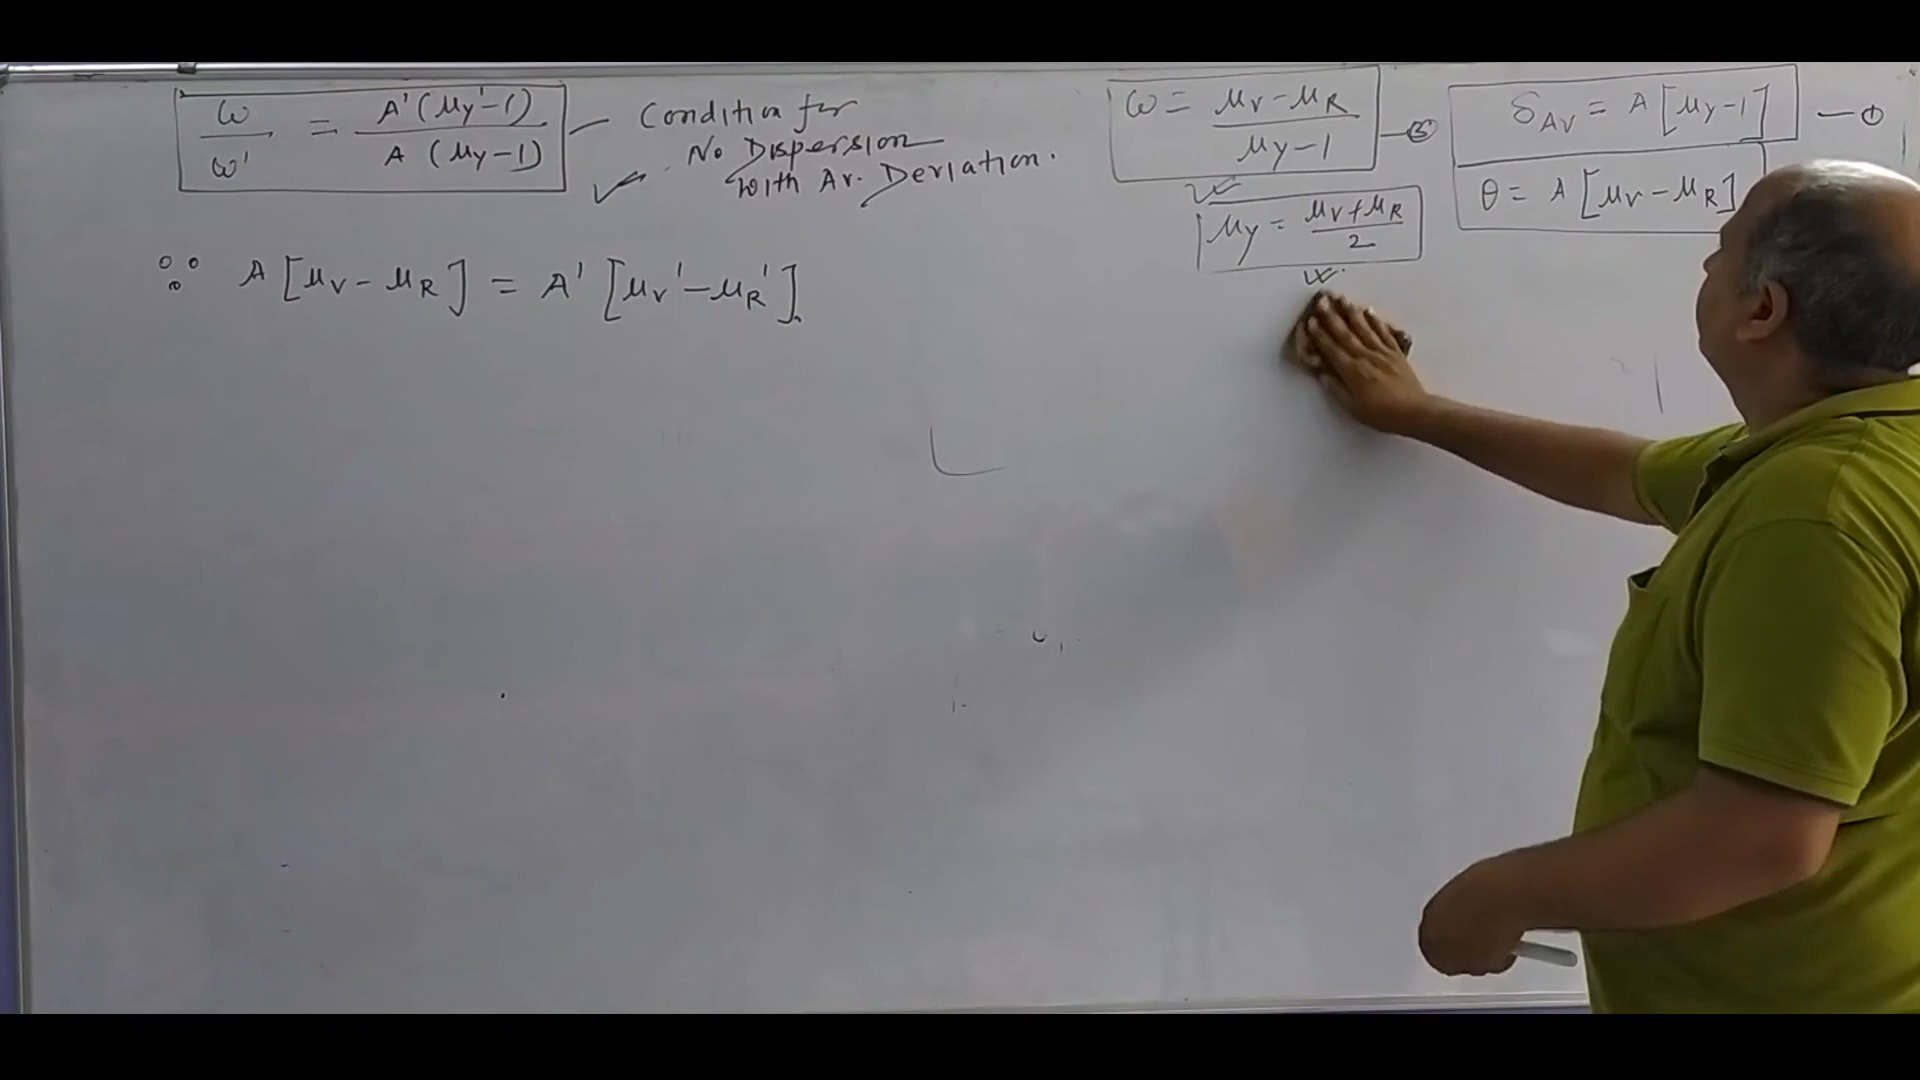 ω/ω' = A'(μy'-1)/A(μy-1) — Condition for
No Dispersion
with Av. Deviation.
∵ A[μv-μR] = A'[μv'-μR'].
ω = μv-μR/μy-1 —③
μy = μv+μR/2
δAv = A[μy-1] —①
θ = A[μv-μR]